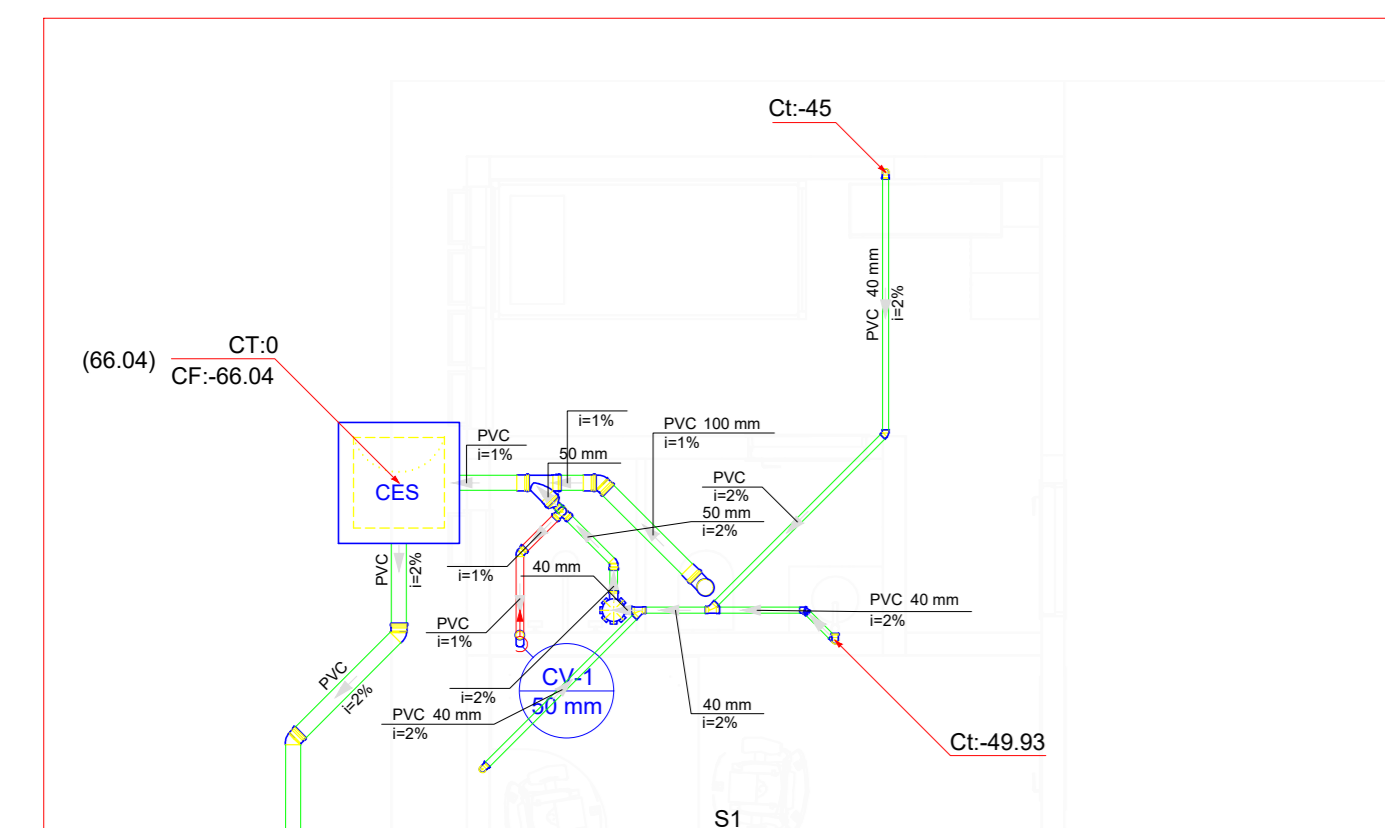 Ct:-45
PVC 40 mm
i=2%
CT:0
(66.04)
CF:-66.04
i=1%
PVC
i=1%
PVC 100 mm
i=1%
50 mm
CES
PVC
i=2%
50 mm
i=2%
PVC
i=2%
i=1%
40 mm
PVC 40 mm
i=2%
PVC
i=1%
PVC
i=2%
CV-1
50 mm
i=2%
40 mm
i=2%
PVC 40 mm
i=2%
Ct:-49.93
S1